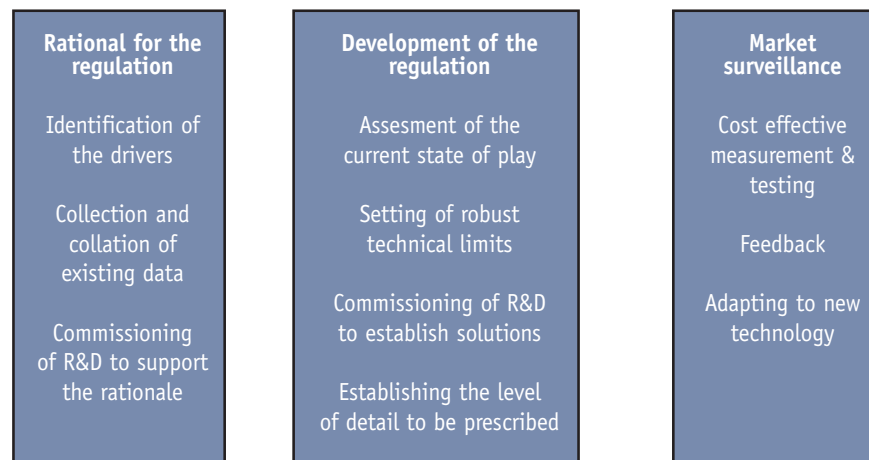 Rational for the
regulation
Identification of
the drivers
Collection and
collation of
existing data
Commissioning
of R&D to support
the rationale
Development of the
regulation
Assesment of the
current state of play
Setting of robust
technical limits
Commissioning of R&D
to establish solutions
Establishing the level
of detail to be prescribed
Market
surveillance
Cost effective
measurement &
testing
Feedback
Adapting to new
technology